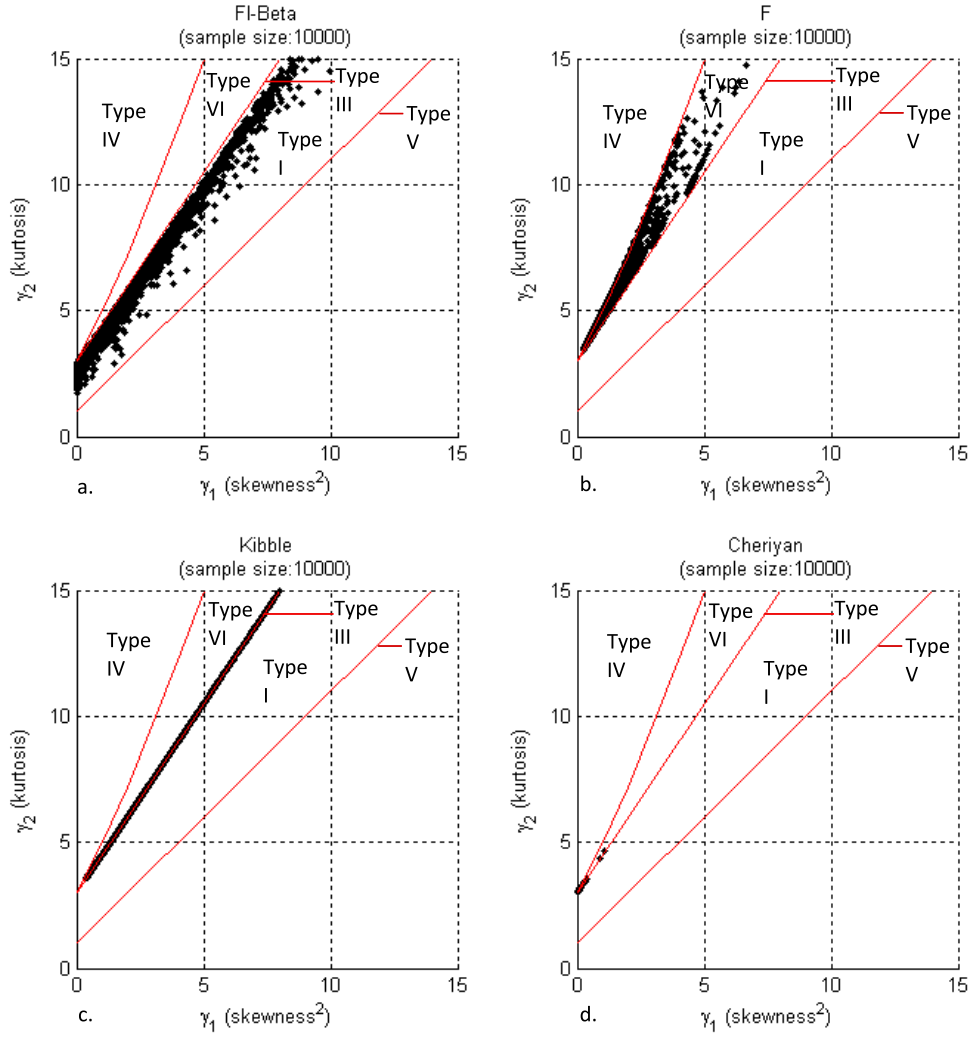 FI-Beta
(sample size:10000)
15
10
5
0
γ2 (kurtosis)
Type
IV
Type
VI
Type
III
Type
I
Type
V
0
5
10
15
γ1 (skewness2)
a.
F
(sample size:10000)
15
10
5
0
γ2 (kurtosis)
Type
IV
Type
VI
Type
III
Type
I
Type
V
0
5
10
15
γ1 (skewness2)
b.
Kibble
(sample size:10000)
15
10
5
0
γ2 (kurtosis)
Type
IV
Type
VI
Type
III
Type
I
Type
V
0
5
10
15
γ1 (skewness2)
c.
Cheriyan
(sample size:10000)
15
10
5
0
γ2 (kurtosis)
Type
IV
Type
VI
Type
III
Type
I
Type
V
0
5
10
15
γ1 (skewness2)
d.